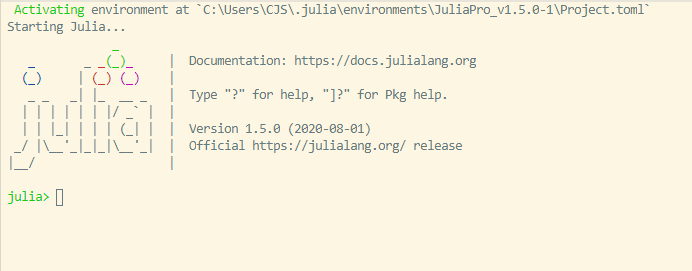 Activating environment at `C:\Users\CJS\.julia\environments\JuliaPro_v1.5.0-1\Project.toml`
Starting Julia...
               _
   _       _ _(_)_     |  Documentation: https://docs.julialang.org
  (_)     | (_) (_)    |
   _ _   _| |_  __ _   |  Type "?" for help, "]?" for Pkg help.
  | | | | | | |/ _` |  |
  | | |_| | | | (_| |  |  Version 1.5.0 (2020-08-01)
 _/ |\__'_|_|_|\__'_|  |  Official https://julialang.org/ release
|__/                   |
julia>